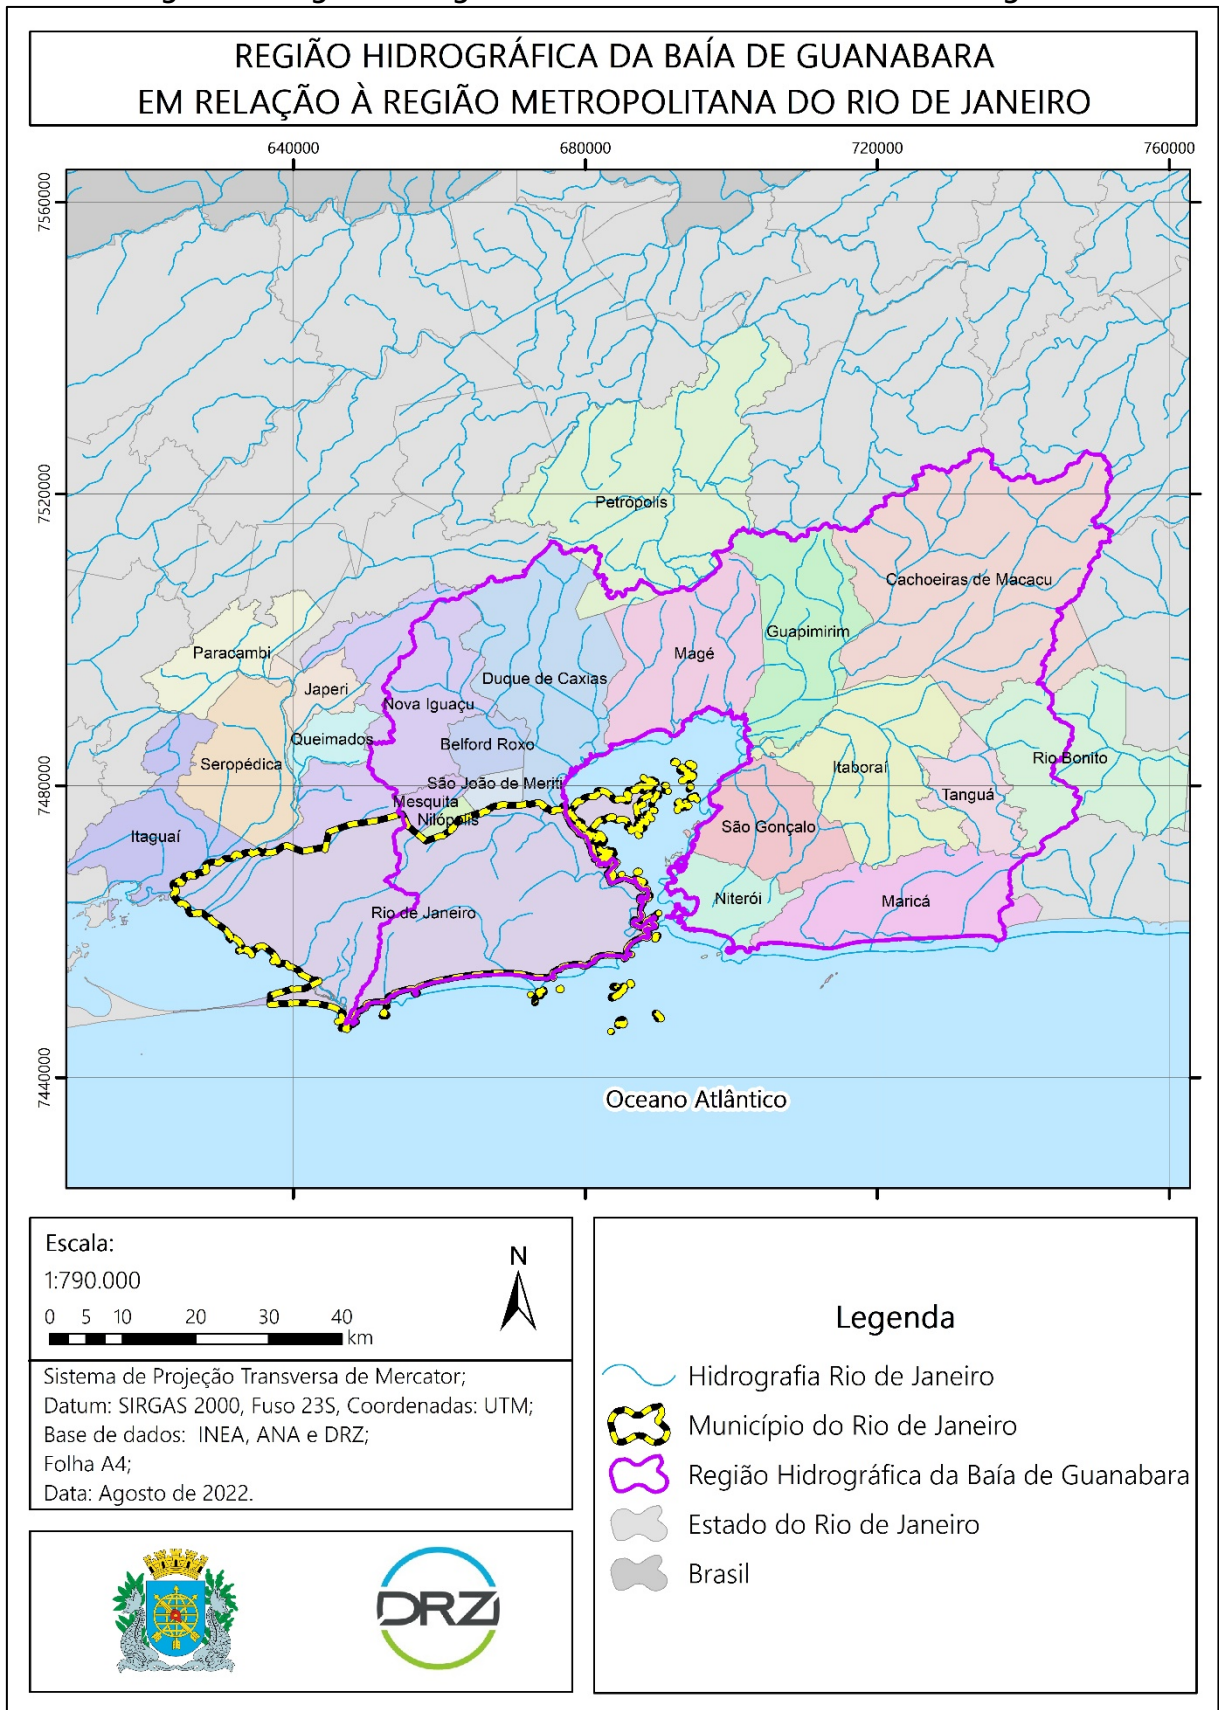 REGIÃO HIDROGRÁFICA DA BAÍA DE GUANABARA
EM RELAÇÃO À REGIÃO METROPOLITANA DO RIO DE JANEIRO
640000 680000 720000 760000
7560000
7520000
7480000
7440000
Petrópolis
Cachoeiras de Macacu
Guapimirim
Paracambi
Magé
Duque de Caxias
Japeri
Nova Iguaçu
Queimados
Belford Roxo
Seropédica
Rio Bonito
Itaboraí
São João de Meriti
Tanguá
Mesquita
Nilópolis
São Gonçalo
Itaguaí
Niterói
Maricá
Rio de Janeiro
Oceano Atlântico
Escala:
1:790.000
0 5 10 20 30 40
km
N
Sistema de Projeção Transversa de Mercator;
Datum: SIRGAS 2000, Fuso 23S, Coordenadas: UTM;
Base de dados: INEA, ANA e DRZ;
Folha A4;
Data: Agosto de 2022.
DRZ
Legenda
Hidrografia Rio de Janeiro
Município do Rio de Janeiro
Região Hidrográfica da Baía de Guanabara
Estado do Rio de Janeiro
Brasil